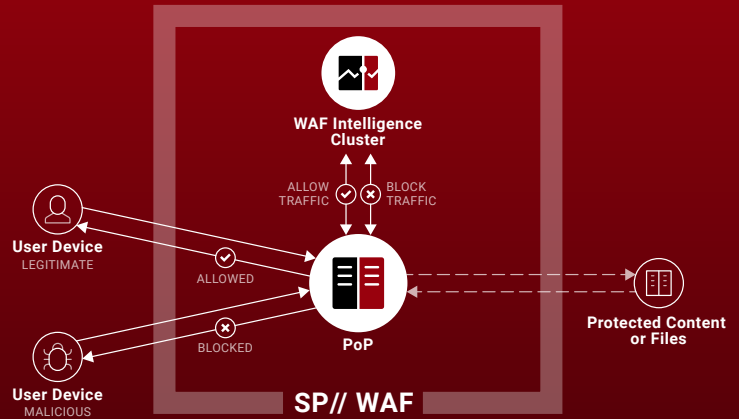 WAF Intelligence
Cluster
ALLOW
TRAFFIC
BLOCK
TRAFFIC
User Device
LEGITIMATE
ALLOWED
PoP
Protected Content
or Files
BLOCKED
User Device
MALICIOUS
SP// WAF